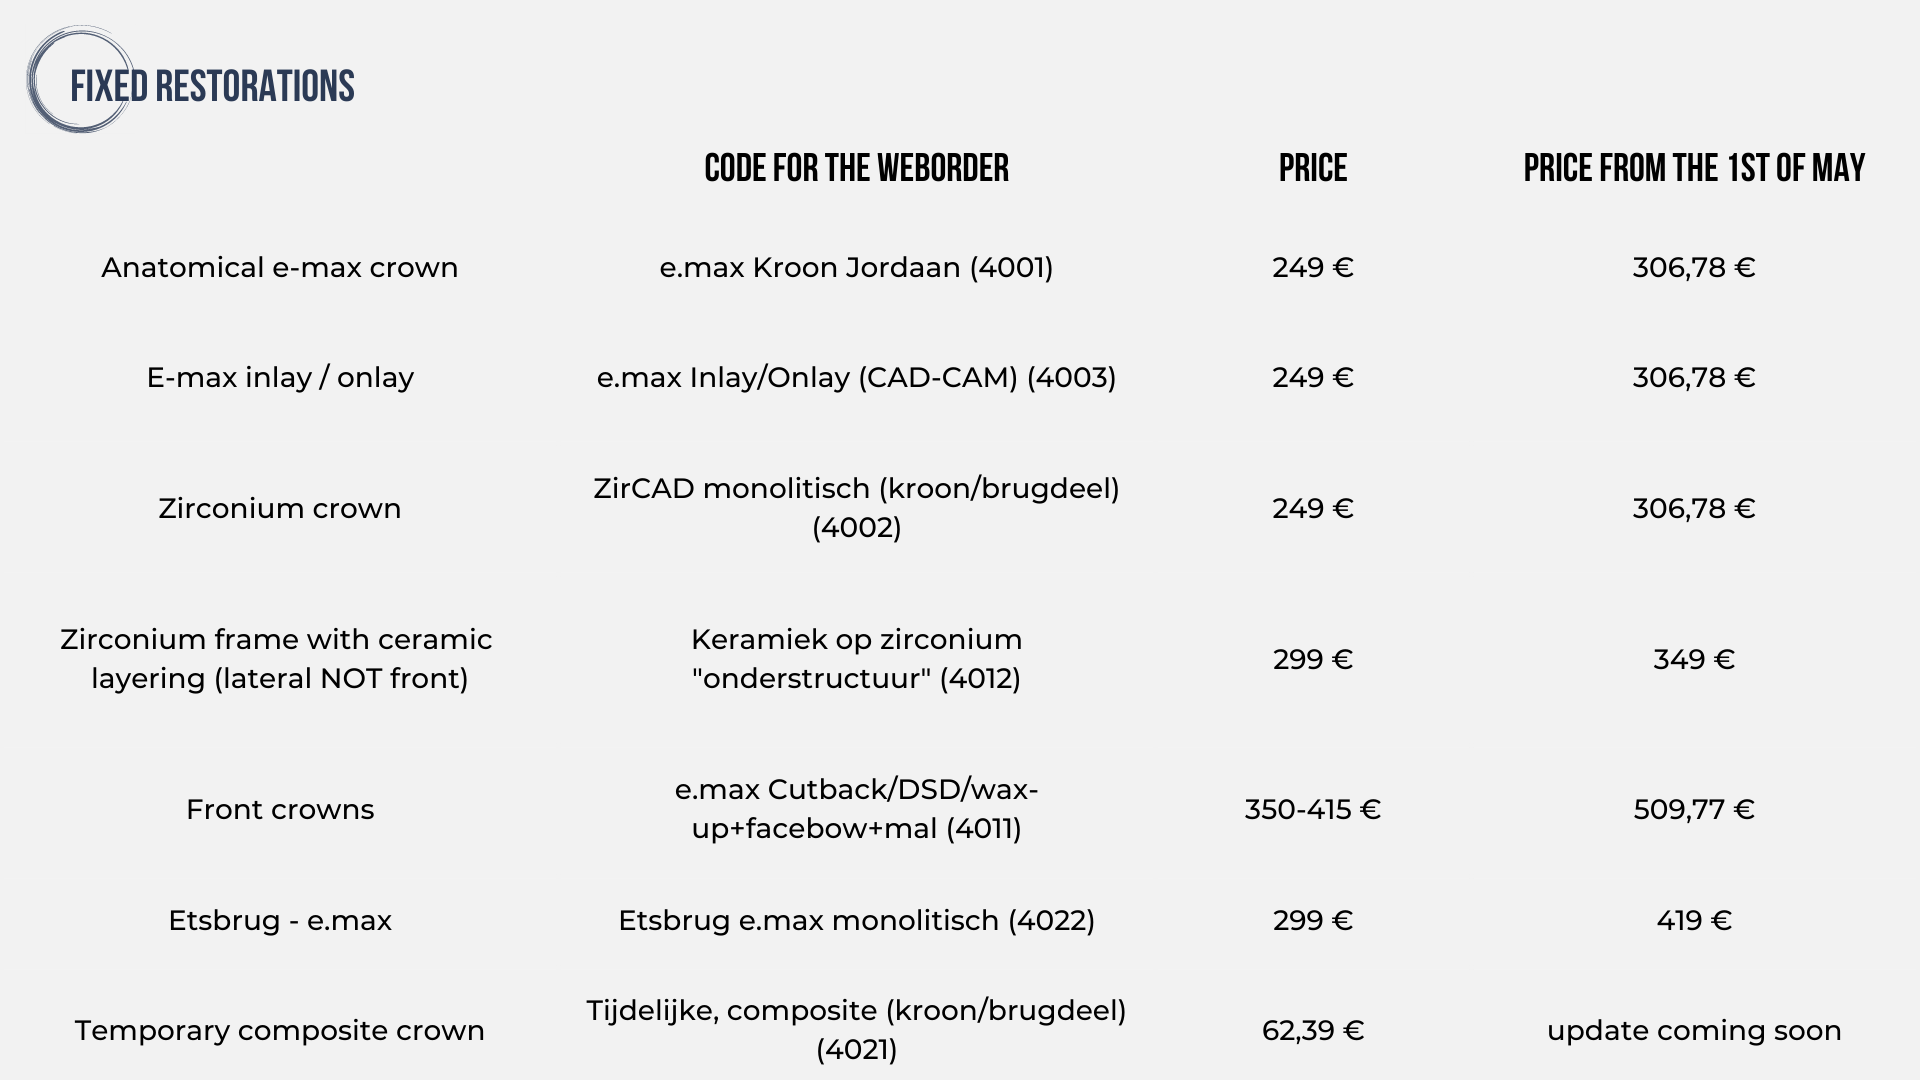 FIXED RESTORATIONS
CODE FOR THE WEBORDER PRICE PRICE FROM THE 1ST OF MAY
Anatomical e-max crown e.max Kroon Jordaan (4001) 249 € 306,78 €
E-max inlay / onlay e.max Inlay/Onlay (CAD-CAM) (4003) 249 € 306,78 €
Zirconium crown ZirCAD monolitisch (kroon/brugdeel)
(4002) 249 € 306,78 €
Zirconium frame with ceramic
layering (lateral NOT front)
Keramiek op zirconium
"onderstructuur" (4012)
299 € 349 €
Front crowns
e.max Cutback/DSD/wax-
up+facebow+mal (4011)
350-415 € 509,77 €
Etsbrug - e.max Etsbrug e.max monolitisch (4022) 299 € 419 €
Temporary composite crown
Tijdelijke, composite (kroon/brugdeel)
(4021)
62,39 € update coming soon